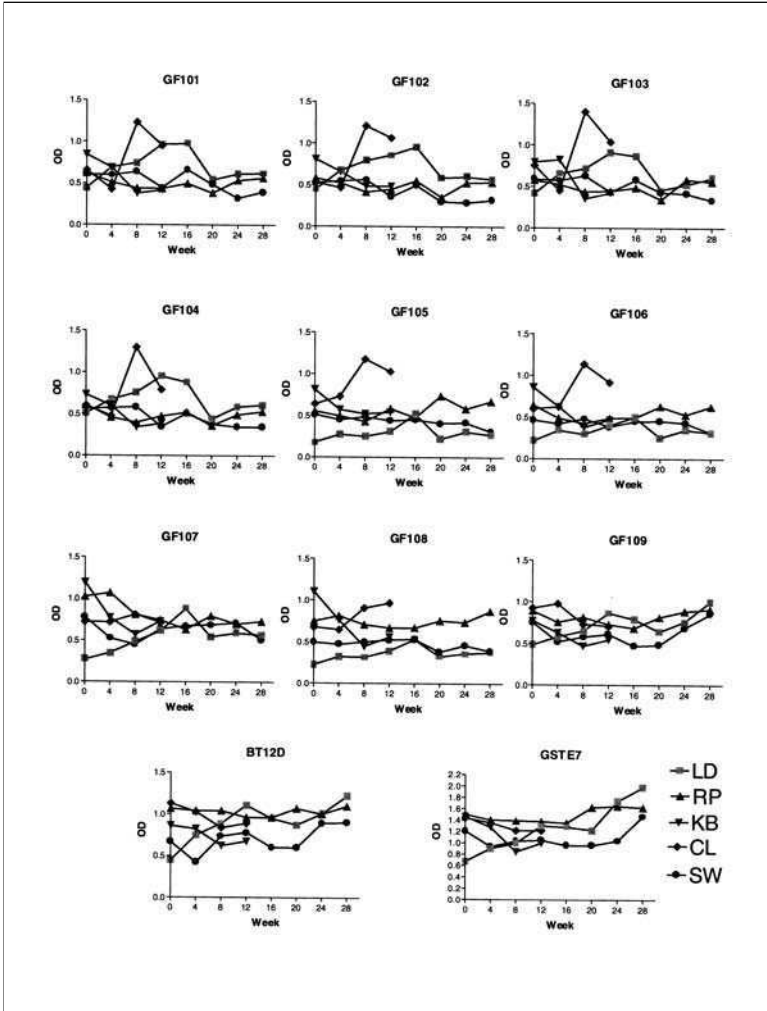 GF101
GF102
GF103
1.5
1.0
0.5
0.0
OD
0 4 8 12 16 20 24 28
Week
1.5
1.0
0.5
0.0
OD
0 4 8 12 16 20 24 28
Week
1.5
1.0
0.5
0.0
OD
0 4 8 12 16 20 24 28
Week
GF104
GF105
GF106
1.5
1.0
0.5
0.0
OD
0 4 8 12 16 20 24 28
Week
1.5
1.0
0.5
0.0
OD
0 4 8 12 16 20 24 28
Week
1.5
1.0
0.5
0.0
OD
0 4 8 12 16 20 24 28
Week
GF107
GF108
GF109
1.5
1.0
0.5
0.0
OD
0 4 8 12 16 20 24 28
Week
1.5
1.0
0.5
0.0
OD
0 4 8 12 16 20 24 28
Week
1.5
1.0
0.5
0.0
OD
0 4 8 12 16 20 24 28
Week
BT12D
GSTE7
1.5
1.0
0.5
0.0
OD
0 4 8 12 16 20 24 28
Week
2.2
2.0
1.8
1.6
1.4
1.2
1.0
0.8
0.6
0.4
0.2
0.0
OD
0 4 8 12 16 20 24 28
Week
LD
RP
KB
CL
SW